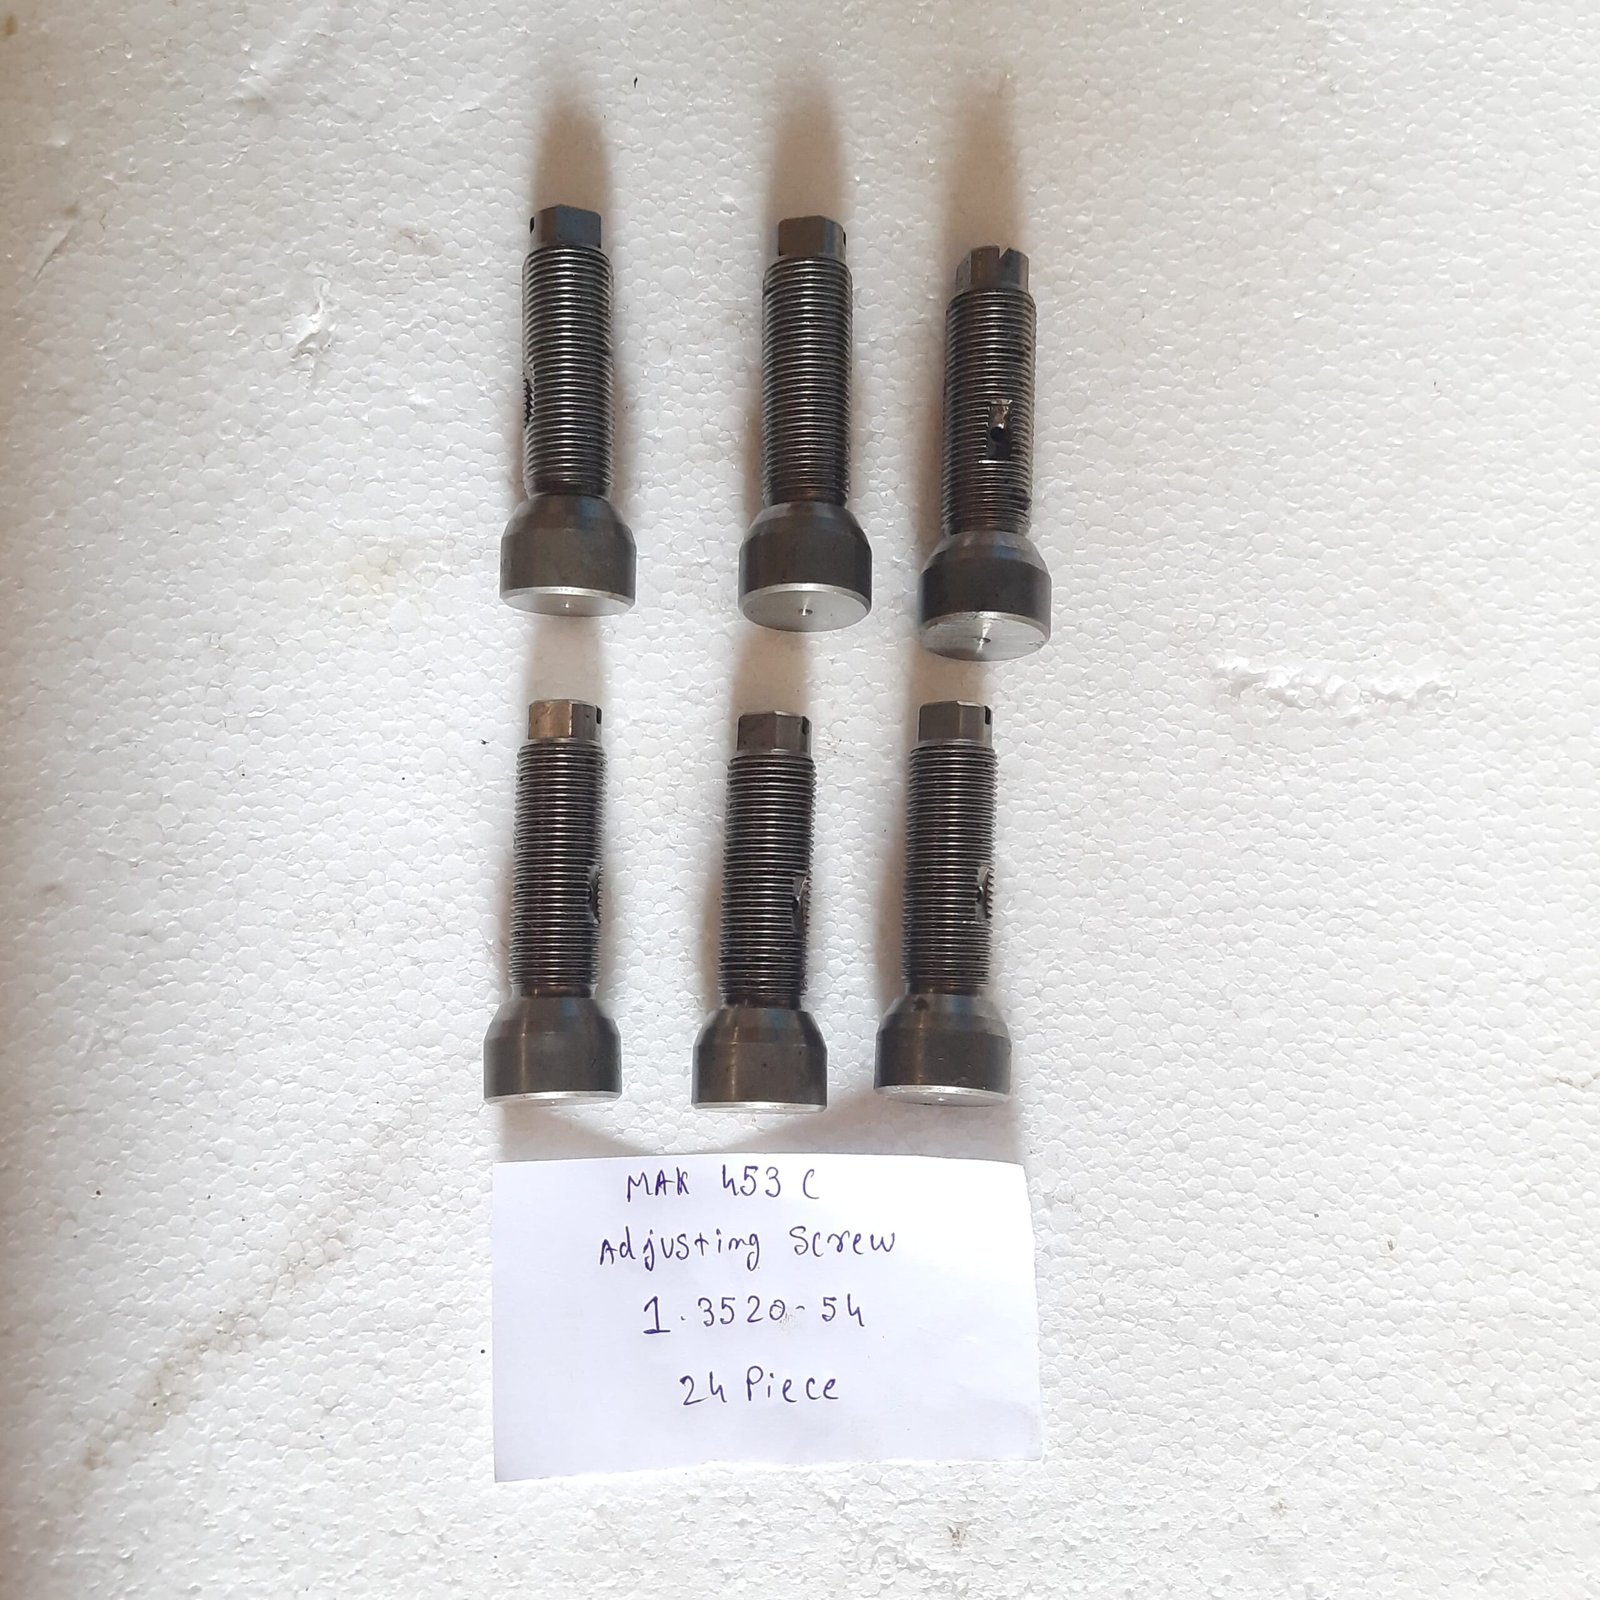 MAK 453 C
Adjusting Screw
1.3520-54
24 Piece